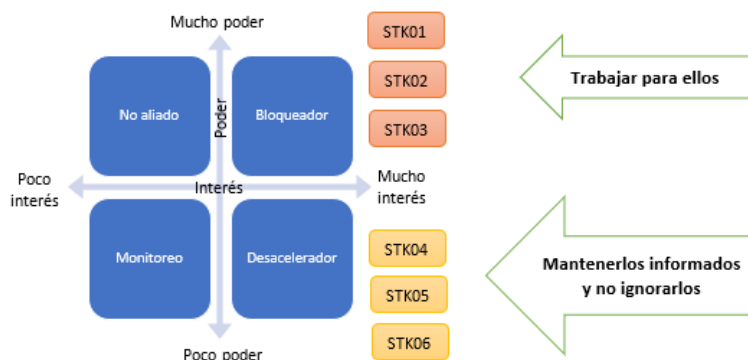 Mucho poder
STK01
STK02
STK03
Trabajar para ellos
No aliado
Poder
Bloqueador
Poco
interés
Interés
Mucho
interés
Monitoreo
Desacelerador
STK04
STK05
STK06
Mantenerlos informados
y no ignorarlos
Poco poder